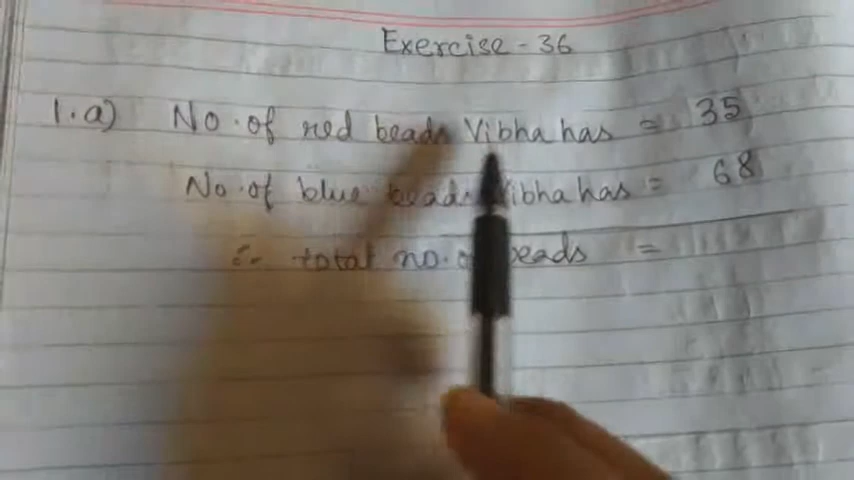 Exercise - 36
1.a) No. of red beads Vibha has = 35
No. of blue beads Vibha has = 68
∴ total no. of beads =